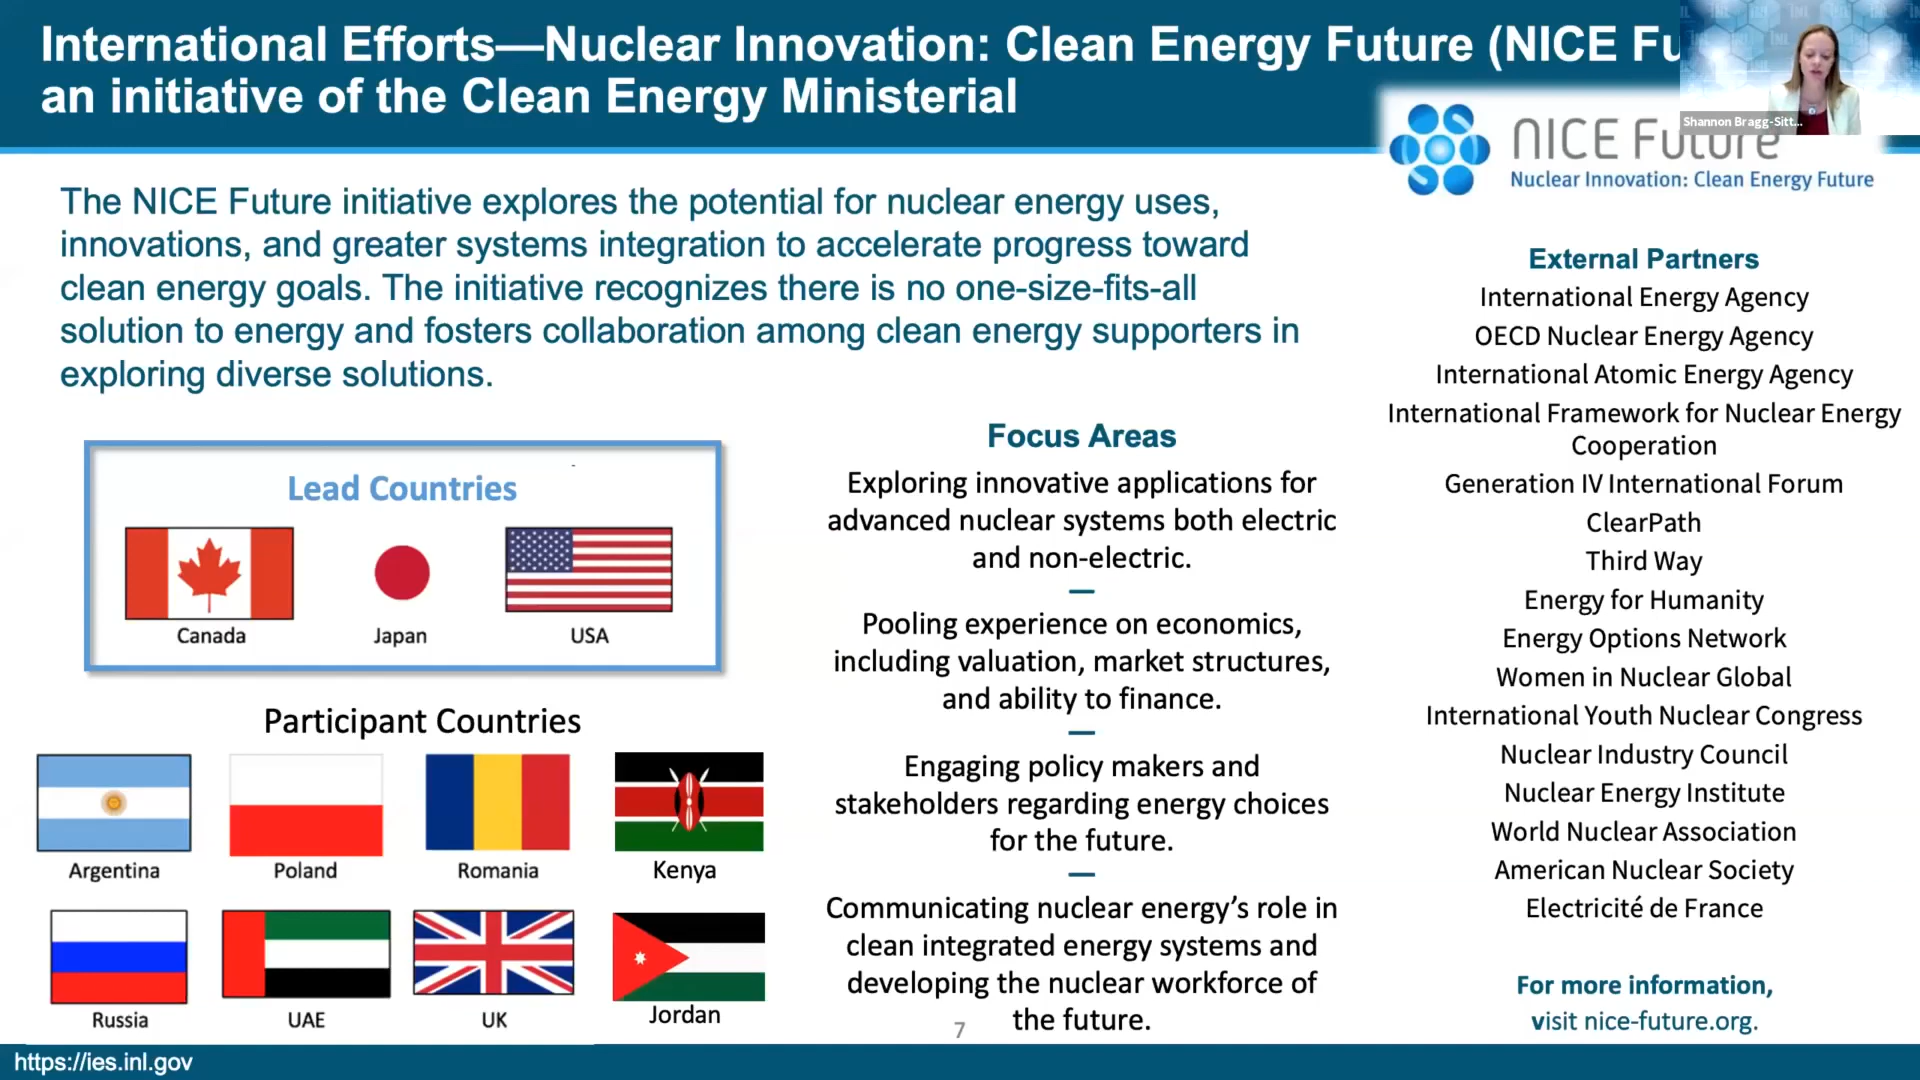 International Efforts—Nuclear Innovation: Clean Energy Future (NICE Fu
an initiative of the Clean Energy Ministerial
Shannon Bragg-Sitt...
NICE Future
Nuclear Innovation: Clean Energy Future
The NICE Future initiative explores the potential for nuclear energy uses,
innovations, and greater systems integration to accelerate progress toward
clean energy goals. The initiative recognizes there is no one-size-fits-all
solution to energy and fosters collaboration among clean energy supporters in
exploring diverse solutions.
Lead Countries
Canada
Japan
USA
Participant Countries
Argentina
Poland
Romania
Kenya
Russia
UAE
UK
Jordan
Focus Areas
Exploring innovative applications for
advanced nuclear systems both electric
and non-electric.
—
Pooling experience on economics,
including valuation, market structures,
and ability to finance.
—
Engaging policy makers and
stakeholders regarding energy choices
for the future.
—
Communicating nuclear energy’s role in
clean integrated energy systems and
developing the nuclear workforce of
the future.
External Partners
International Energy Agency
OECD Nuclear Energy Agency
International Atomic Energy Agency
International Framework for Nuclear Energy
Cooperation
Generation IV International Forum
ClearPath
Third Way
Energy for Humanity
Energy Options Network
Women in Nuclear Global
International Youth Nuclear Congress
Nuclear Industry Council
Nuclear Energy Institute
World Nuclear Association
American Nuclear Society
Electricité de France
For more information,
visit nice-future.org.
7
https://ies.inl.gov